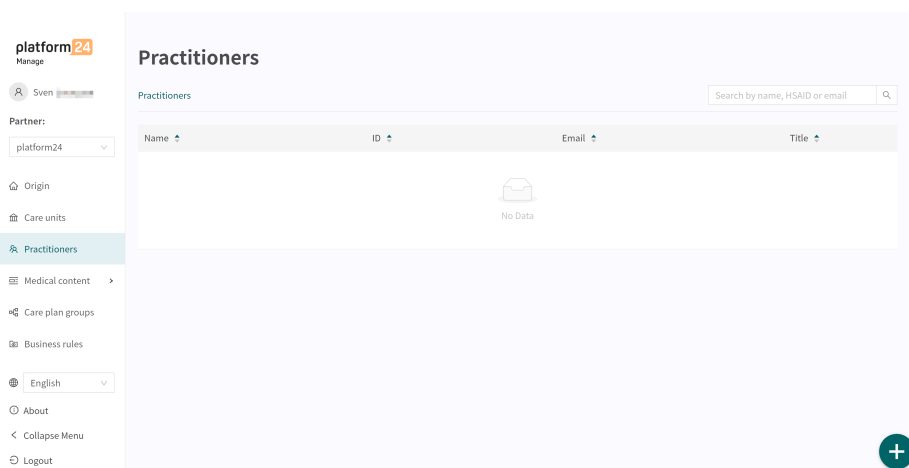 platform24
Manage
Sven
Partner:
platform24
Origin
Care units
Practitioners
Medical content
Care plan groups
Business rules
English
About
Collapse Menu
Logout
Practitioners
Practitioners
Search by name, HSAID or email
Name
ID
Email
Title
No Data